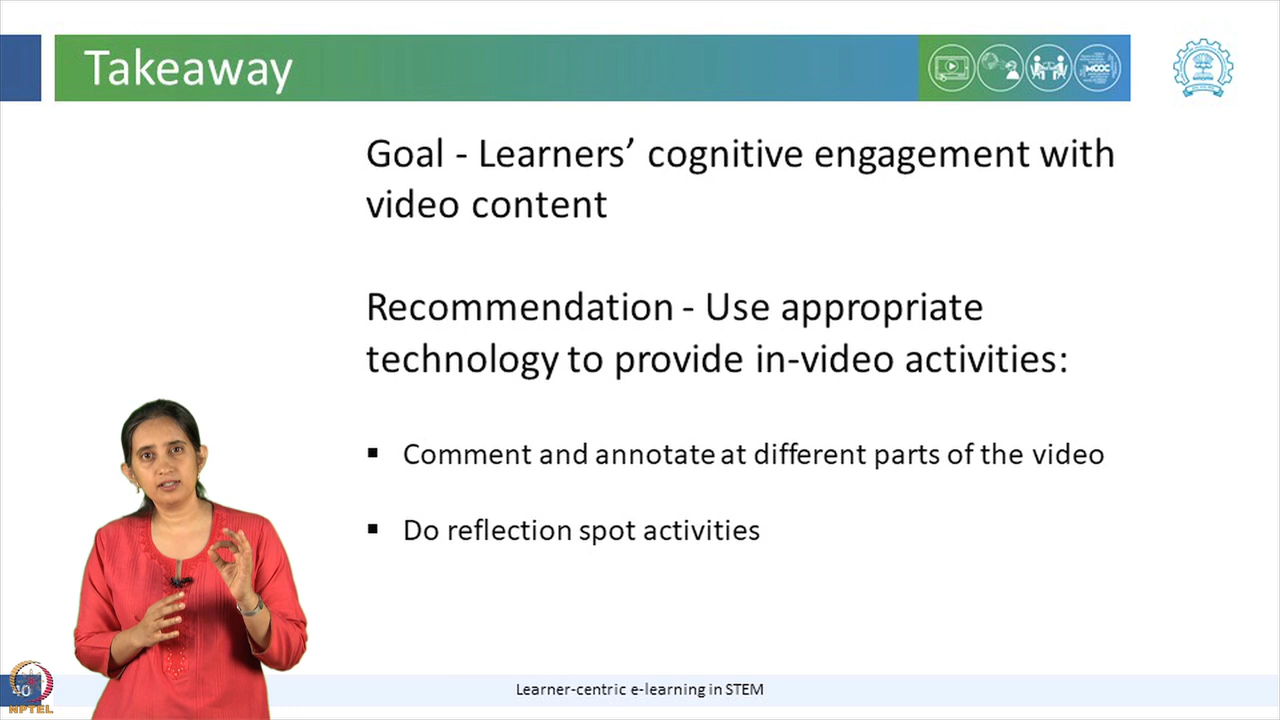 Takeaway
MOOC
Goal - Learners’ cognitive engagement with
video content
Recommendation - Use appropriate
technology to provide in-video activities:
▪ Comment and annotate at different parts of the video
▪ Do reflection spot activities
40
NPTEL
Learner-centric e-learning in STEM